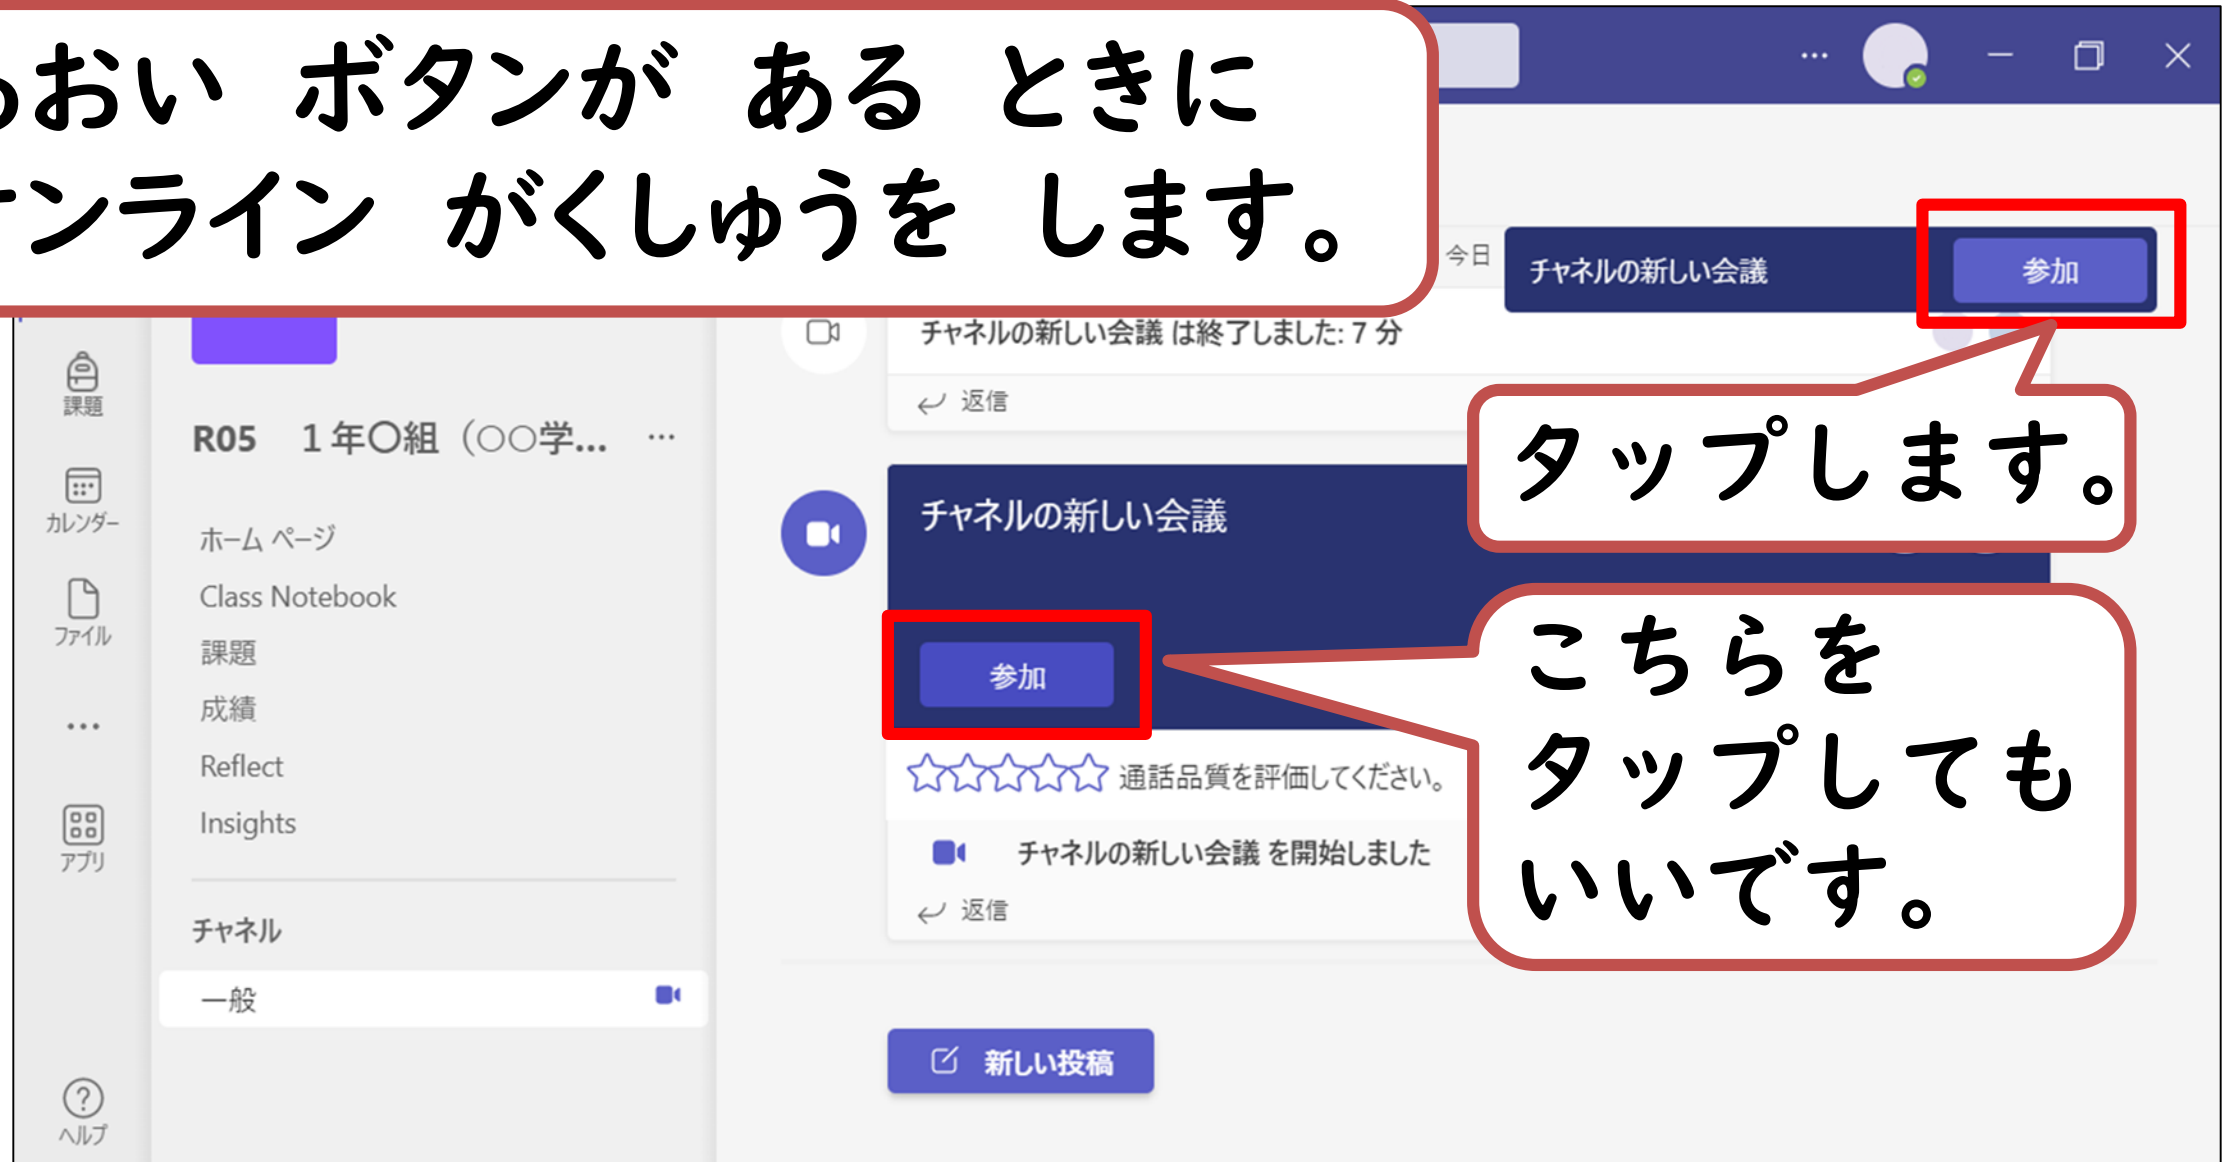 あおい ボタンが ある ときに
オンライン がくしゅうを します。
今日
チャネルの新しい会議
参加
チャネルの新しい会議 は終了しました: 7 分
返信
タップします。
課題
カレンダー
ファイル
...
アプリ
ヘルプ
R05 1年〇組（○○学... ...
ホーム ページ
Class Notebook
課題
成績
Reflect
Insights
チャネル
一般
チャネルの新しい会議
参加
こちらを
タップしても
いいです。
通話品質を評価してください。
チャネルの新しい会議 を開始しました
返信
新しい投稿